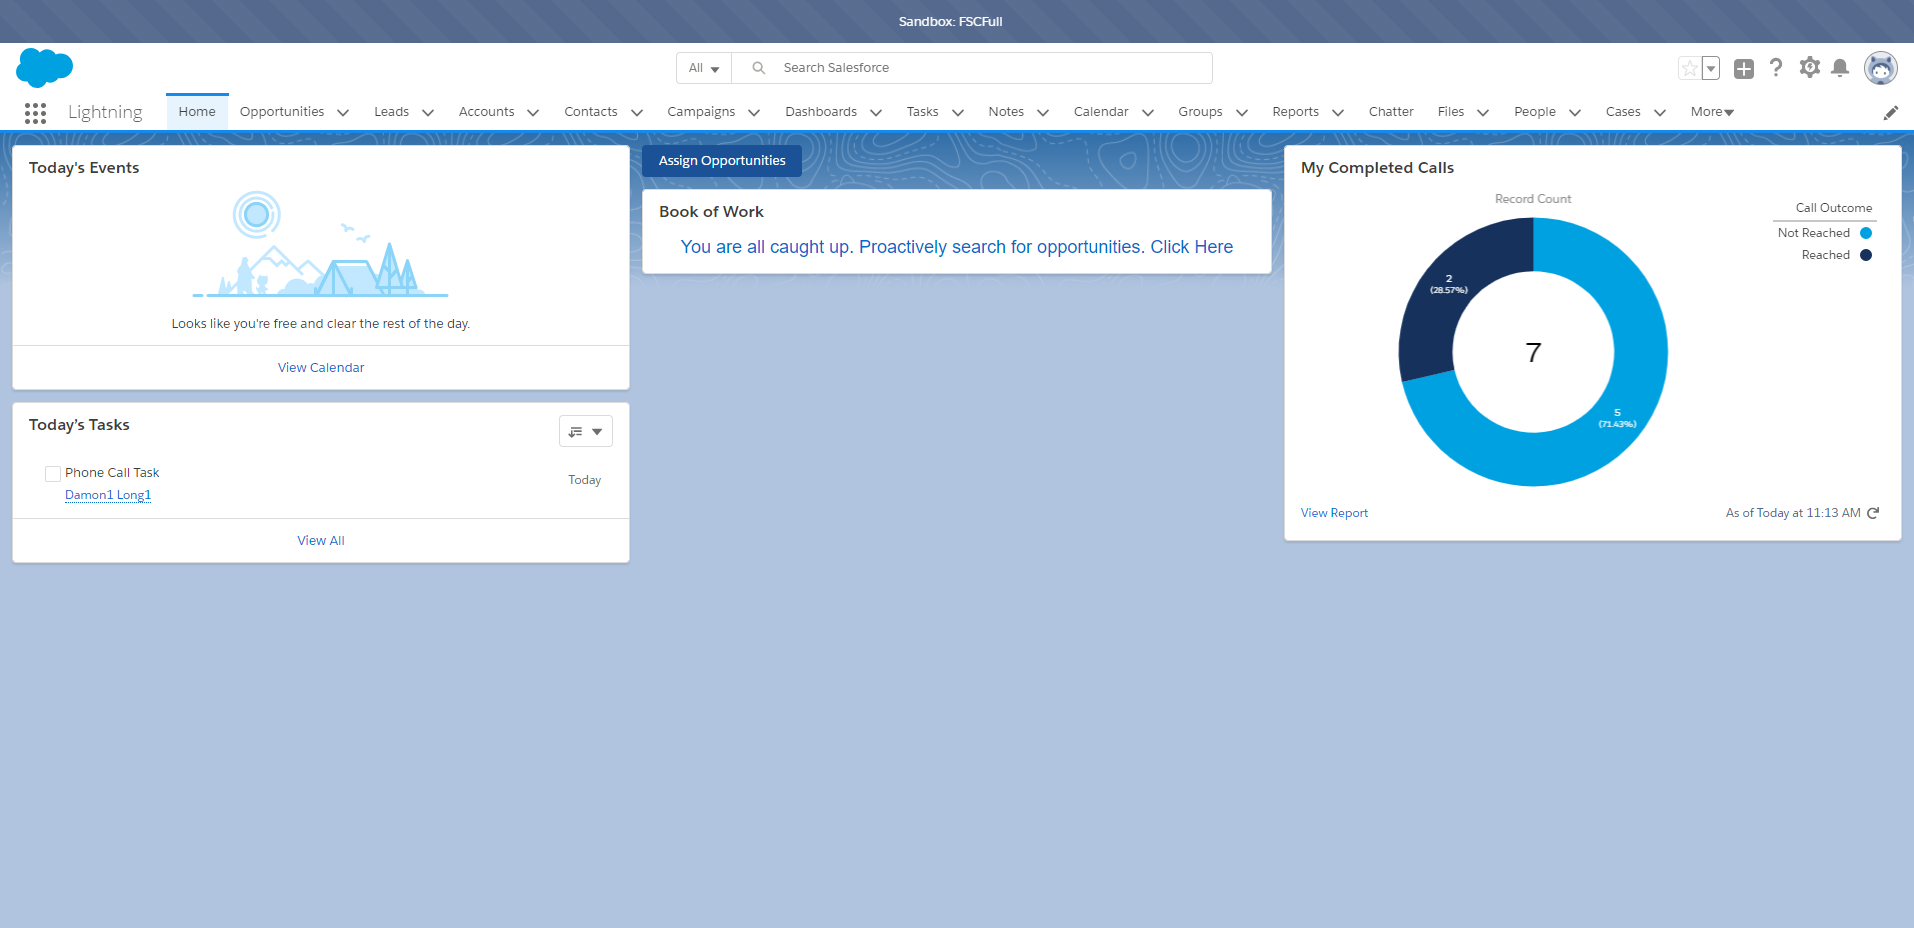 Sandbox: FSCFull
All
Search Salesforce
Lightning
Home Opportunities Leads Accounts Contacts Campaigns Dashboards Tasks Notes Calendar Groups Reports Chatter Files People Cases More
Today's Events
Looks like you're free and clear the rest of the day.
View Calendar
Today's Tasks
Phone Call Task
Damon1 Long1
Today
View All
Assign Opportunities
Book of Work
You are all caught up. Proactively search for opportunities. Click Here
My Completed Calls
Record Count
Call Outcome
Not Reached
Reached
2
(28.57%)
7
5
(71.43%)
View Report
As of Today at 11:13 AM